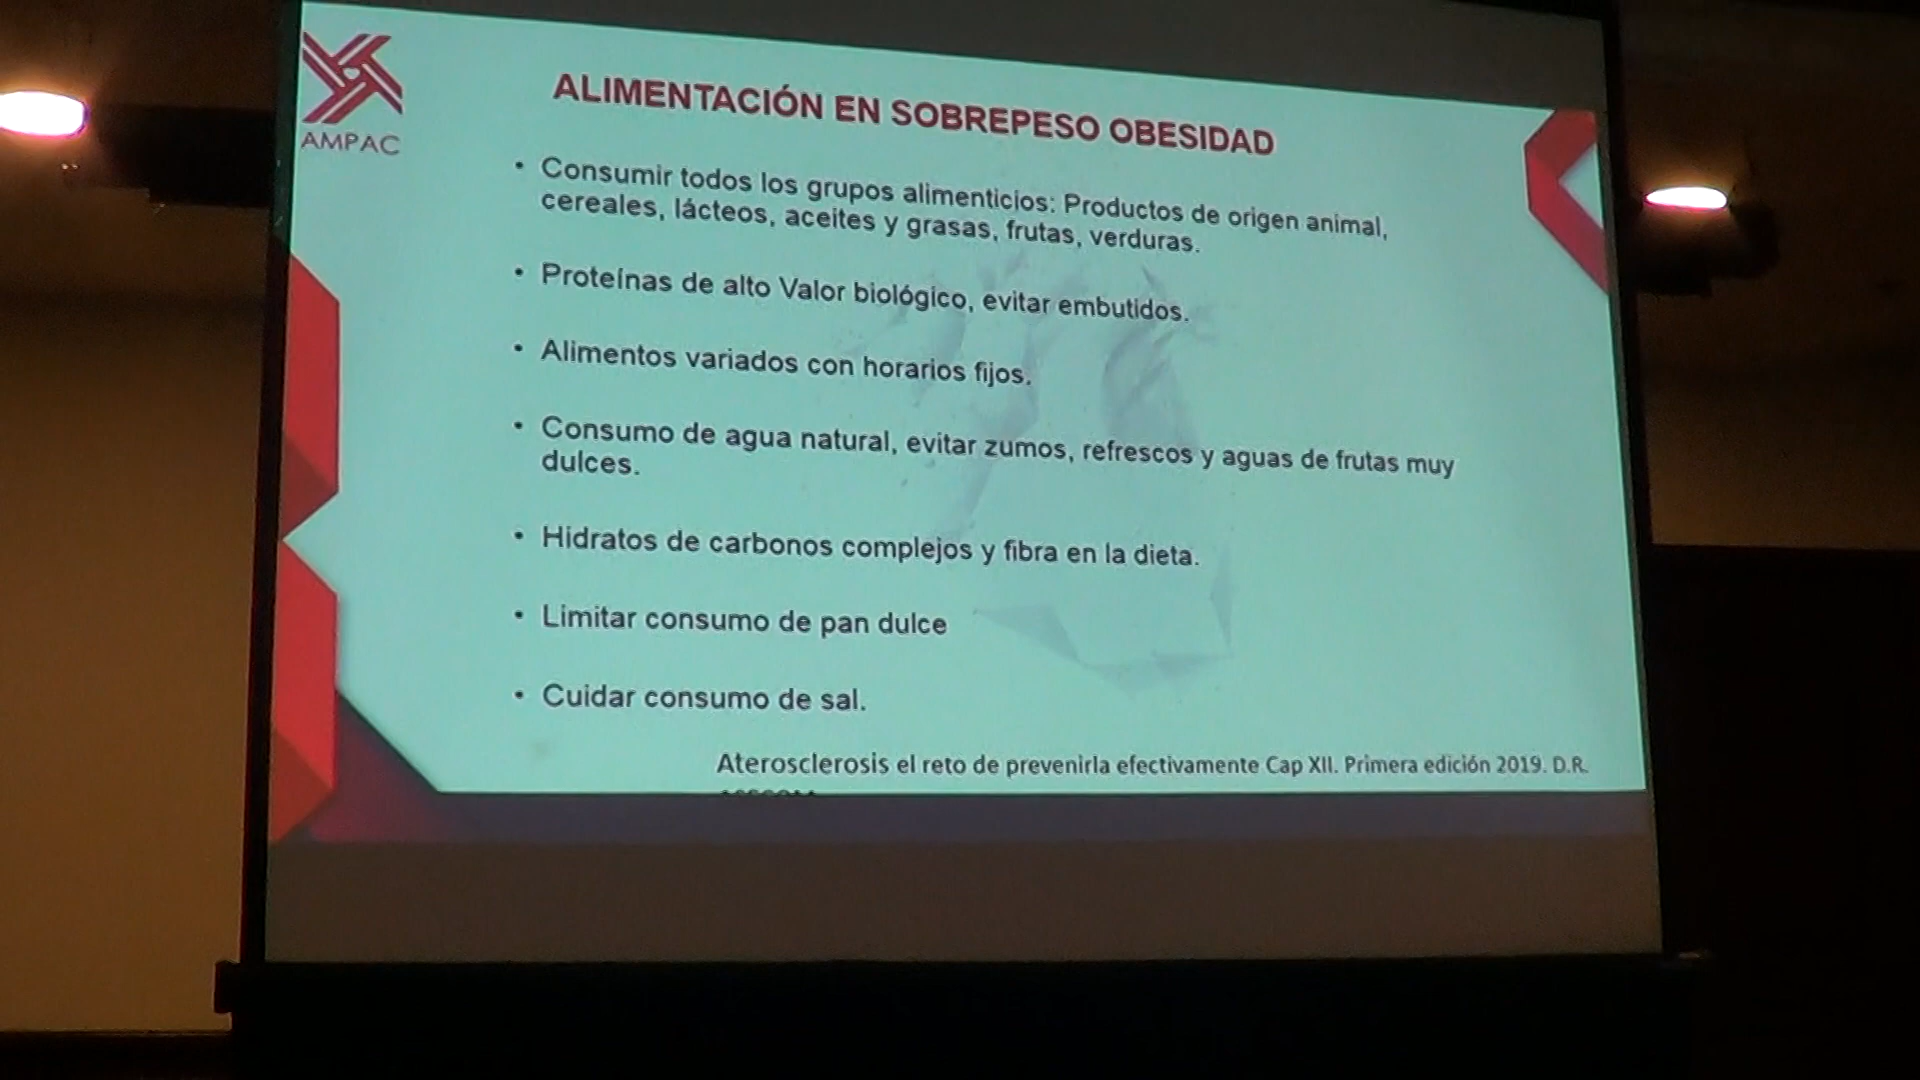 AMPAC
ALIMENTACIÓN EN SOBREPESO OBESIDAD
• Consumir todos los grupos alimenticios: Productos de origen animal,
cereales, lácteos, aceites y grasas, frutas, verduras.
• Proteínas de alto Valor biológico, evitar embutidos.
• Alimentos variados con horarios fijos.
• Consumo de agua natural, evitar zumos, refrescos y aguas de frutas muy
dulces.
• Hidratos de carbonos complejos y fibra en la dieta.
• Limitar consumo de pan dulce
• Cuidar consumo de sal.
Aterosclerosis el reto de prevenirla efectivamente Cap XII. Primera edición 2019. D.R.